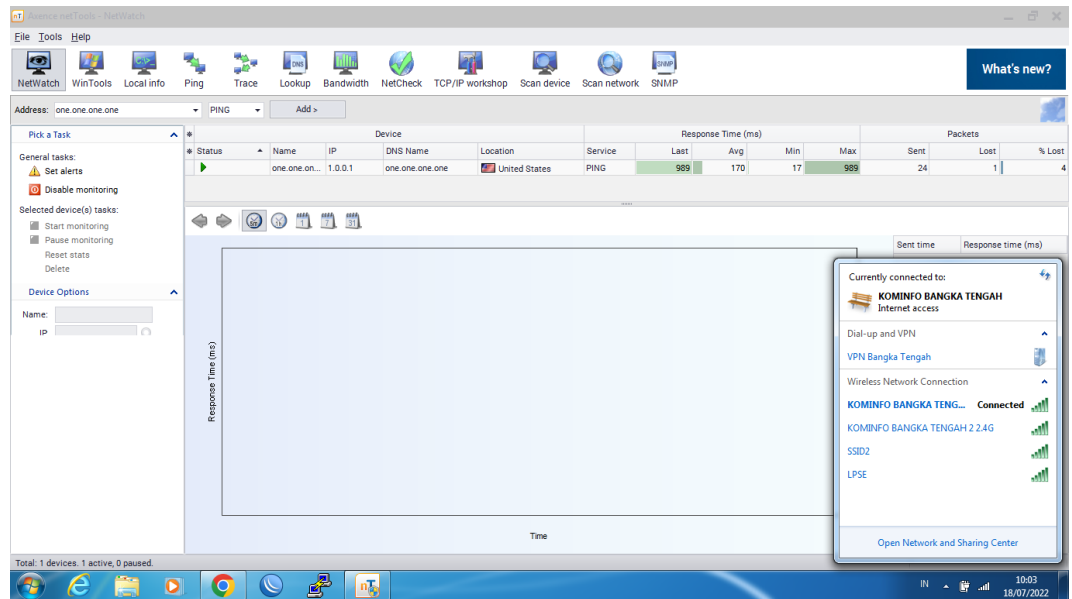 Axence netTools - NetWatch
File Tools Help
NetWatch WinTools Local info Ping Trace Lookup Bandwidth NetCheck TCP/IP workshop Scan device Scan network SNMP
What's new?
Address: one.one.one.one PING Add >
Pick a Task
General tasks:
Set alerts
Disable monitoring
Selected device(s) tasks:
Start monitoring
Pause monitoring
Reset stats
Delete
Device Options
Name:
IP
Device Response Time (ms) Packets
Status Name IP DNS Name Location Service Last Avg Min Max Sent Lost % Lost
one.one.on... 1.0.0.1 one.one.one.one United States PING 989 170 17 989 24 1 4
Response Time (ms)
Time
Sent time Response time (ms)
Currently connected to:
KOMINFO BANGKA TENGAH
Internet access
Dial-up and VPN
VPN Bangka Tengah
Wireless Network Connection
KOMINFO BANGKA TENG... Connected
KOMINFO BANGKA TENGAH 2 2.4G
SSID2
LPSE
Open Network and Sharing Center
Total: 1 devices. 1 active, 0 paused.
IN
10:03
18/07/2022